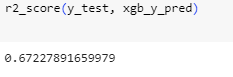 r2_score(y_test, xgb_y_pred)
0.67227891659979